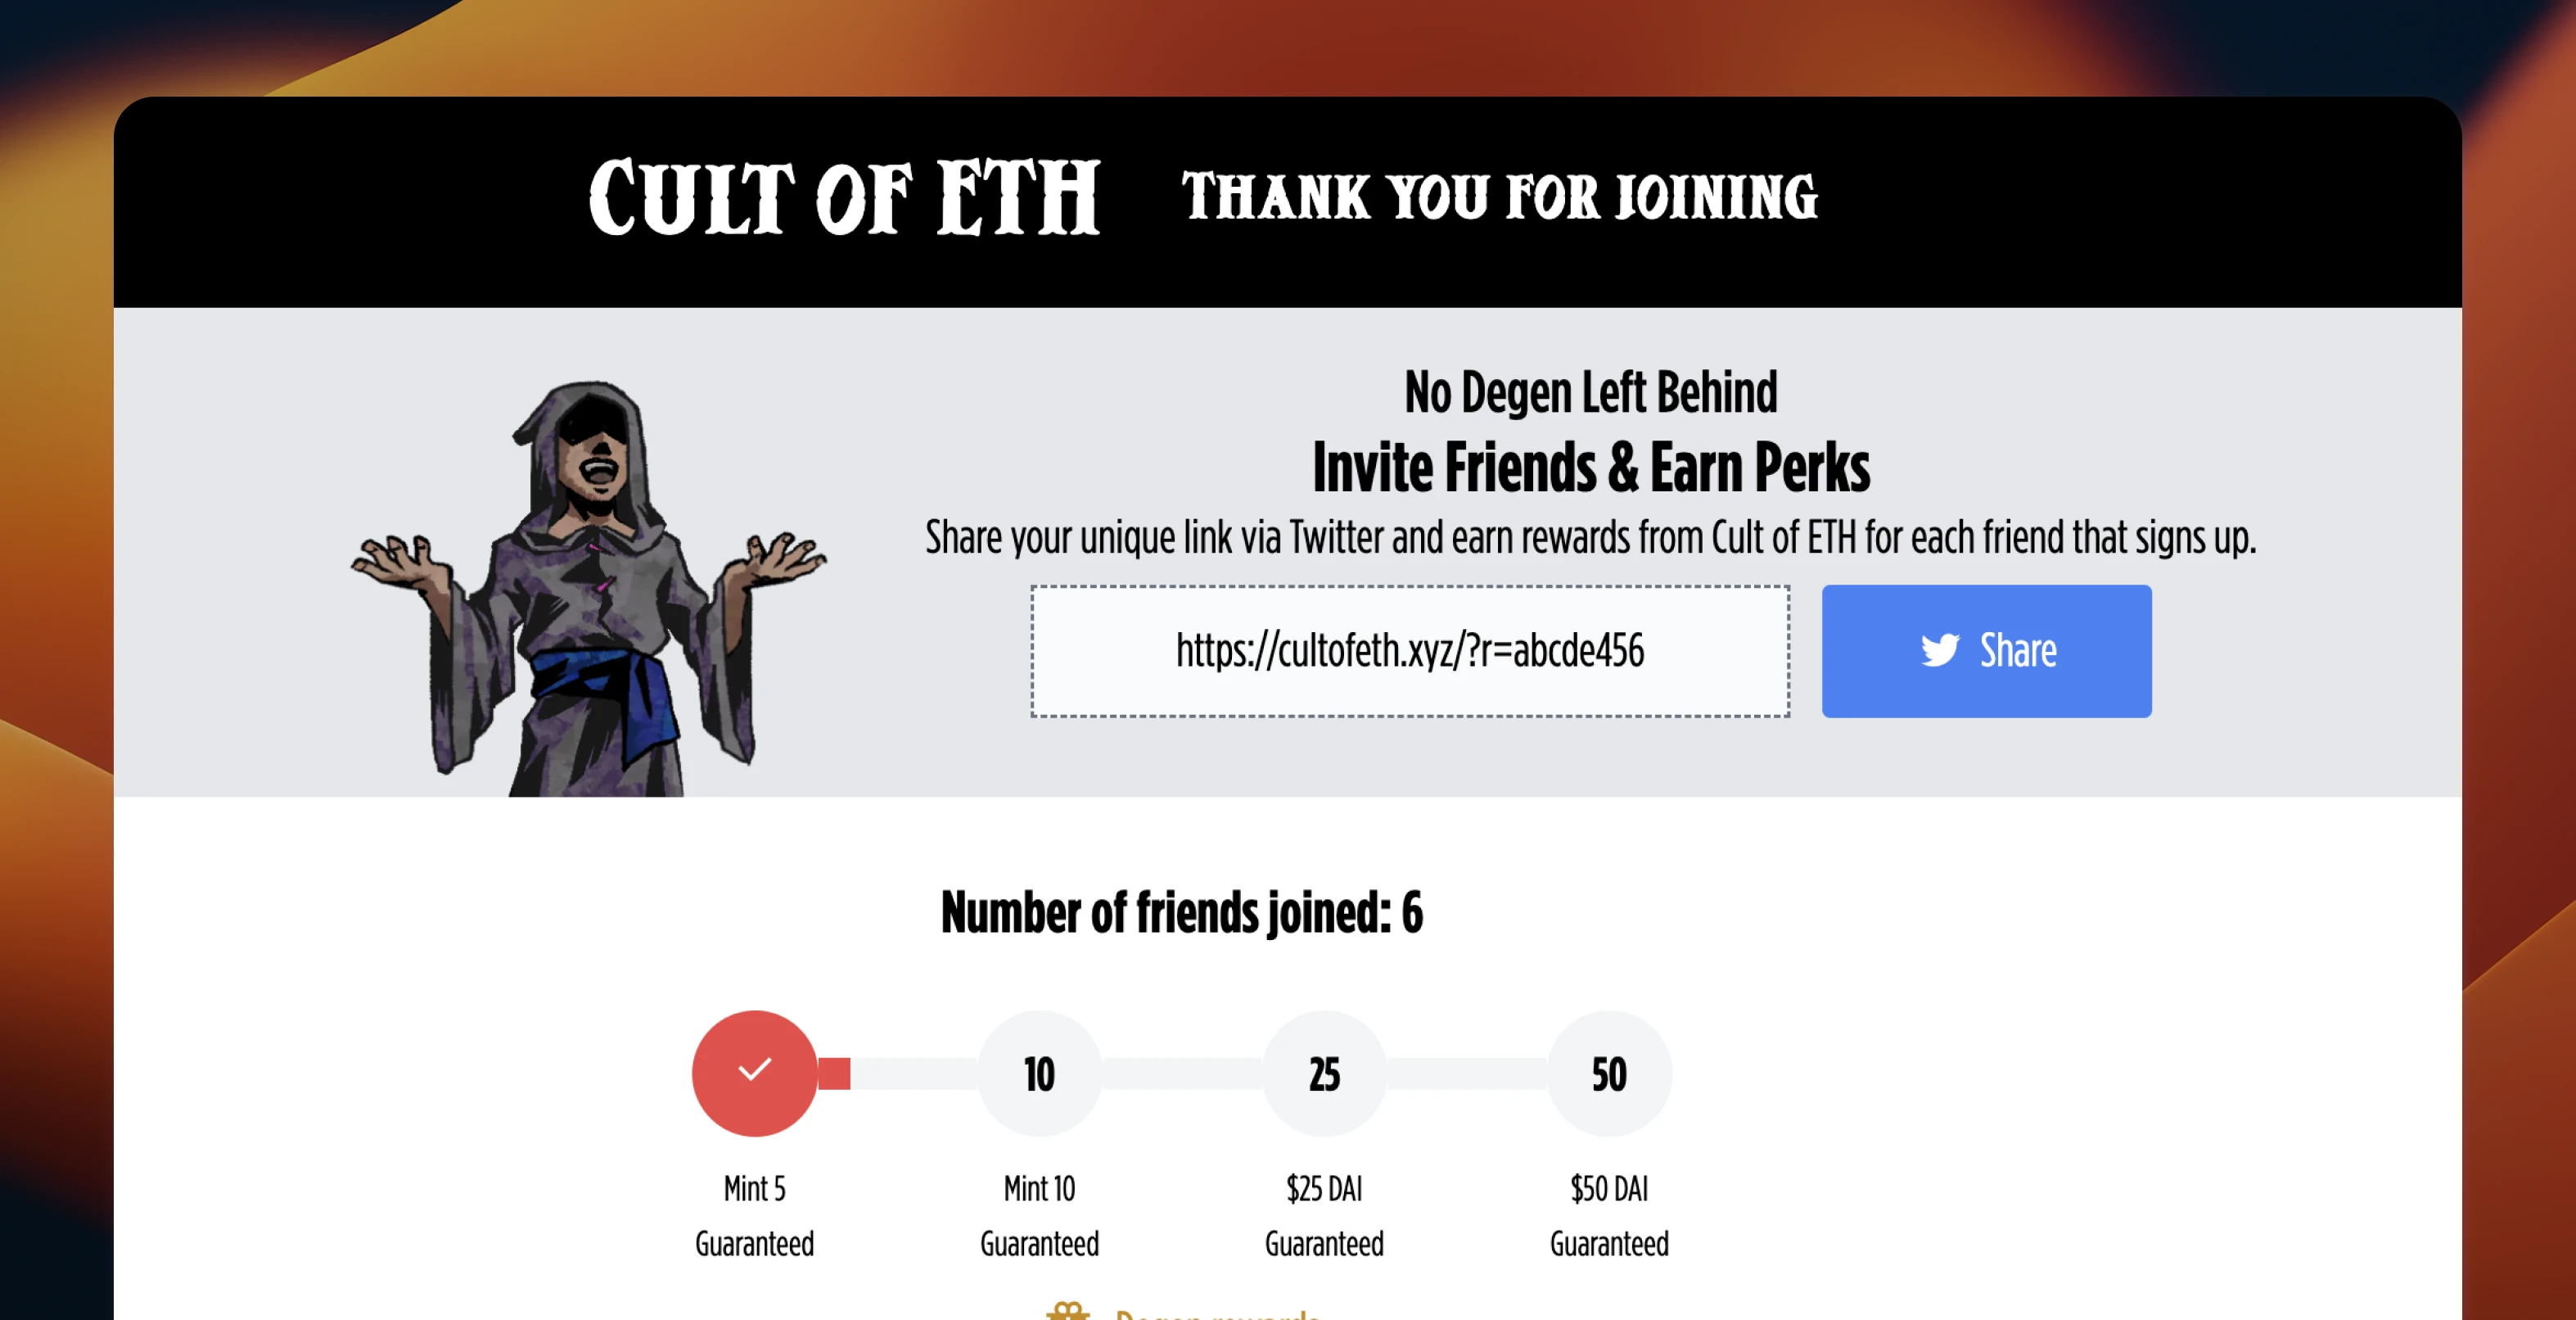 Cult of ETH
Thank you for joining
No Degen Left Behind
Invite Friends & Earn Perks
Share your unique link via Twitter and earn rewards from Cult of ETH for each friend that signs up.
https://cultofeth.xyz/?r=abcde456
Share
Number of friends joined: 6
10
25
50
Mint 5
Guaranteed
Mint 10
Guaranteed
$25 DAI
Guaranteed
$50 DAI
Guaranteed
Degen rewards